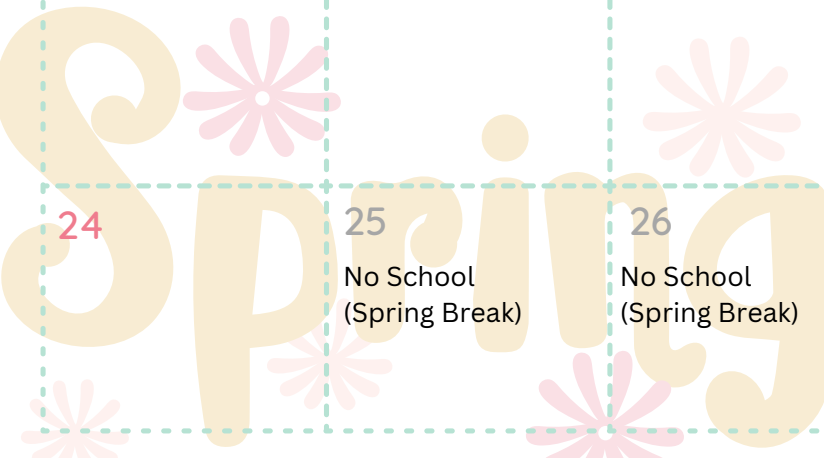 Spring
24
25
26
No School
(Spring Break)
No School
(Spring Break)